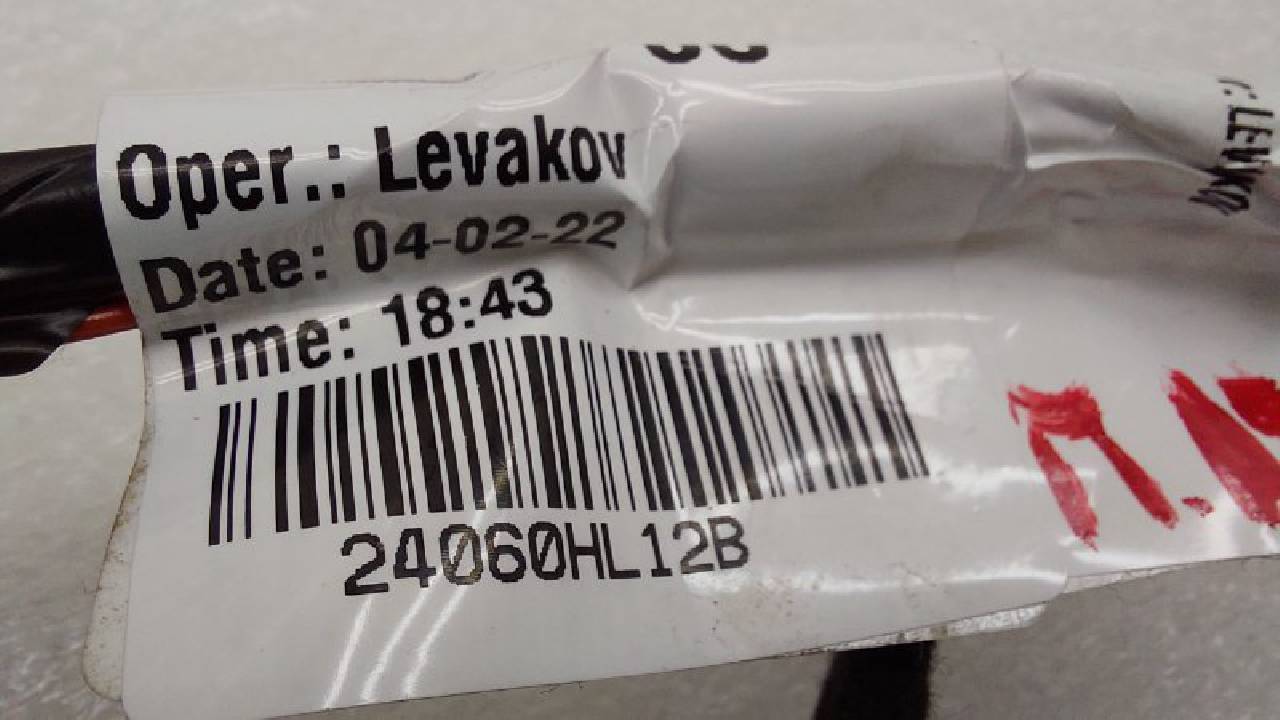 Oper.: Levakov
Date: 04-02-22
Time: 18:43
24060HL12B